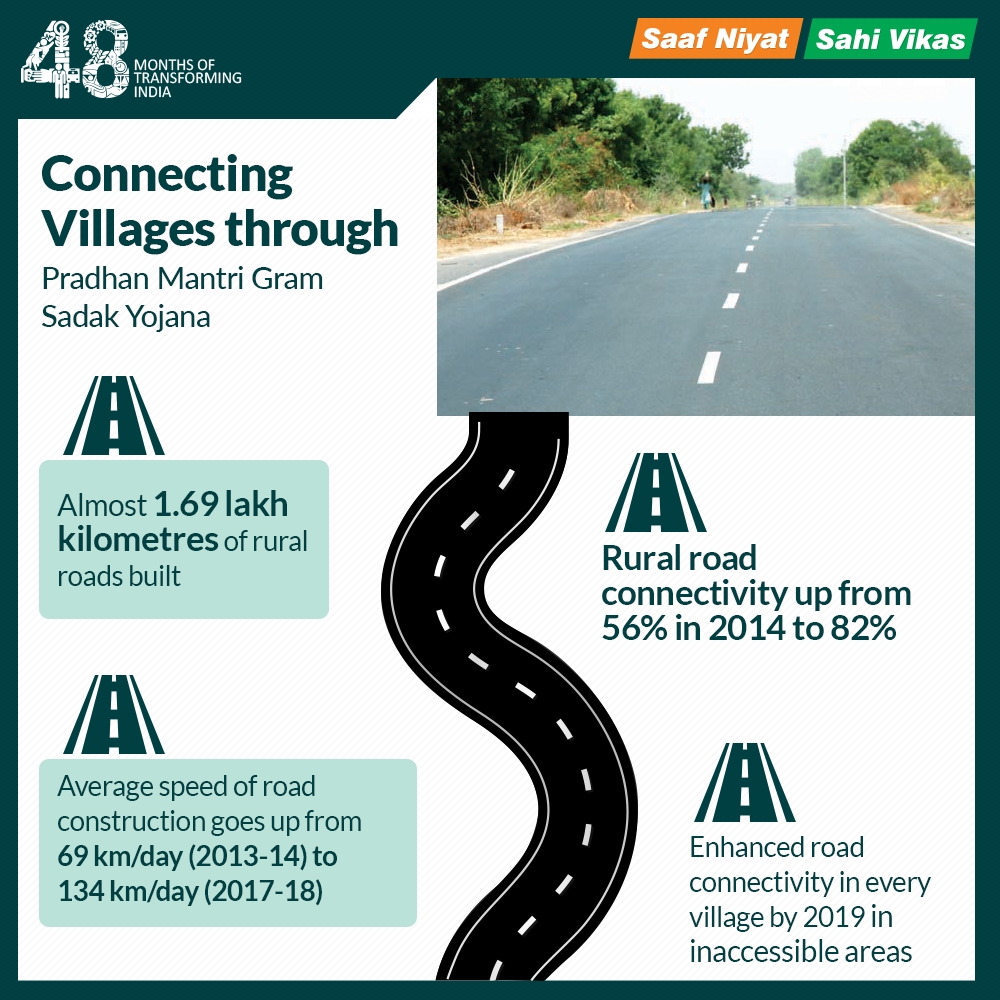 48
MONTHS OF
TRANSFORMING
INDIA
Saaf Niyat
Sahi Vikas
Connecting
Villages through
Pradhan Mantri Gram
Sadak Yojana
Almost 1.69 lakh
kilometres of rural
roads built
Rural road
connectivity up from
56% in 2014 to 82%
Average speed of road
construction goes up from
69 km/day (2013-14) to
134 km/day (2017-18)
Enhanced road
connectivity in every
village by 2019 in
inaccessible areas